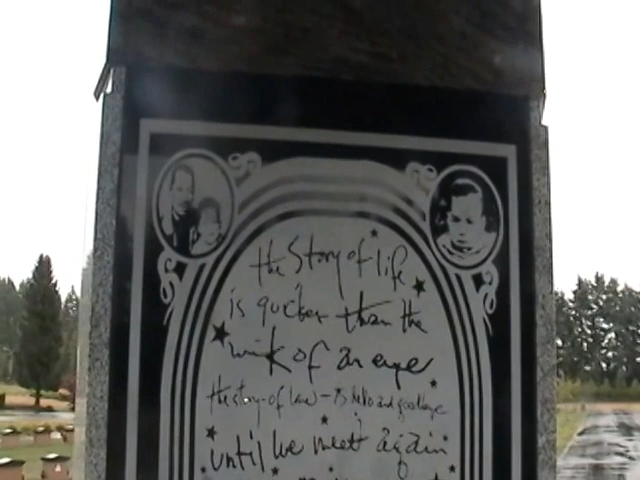 the Story of life
is quicker than the
wink of an eye
the story of love – is hello and goodbye
until we meet again